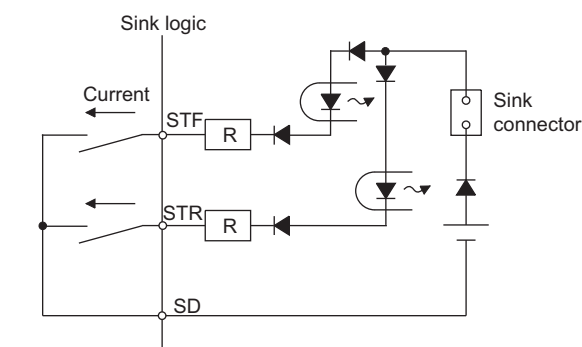 Sink logic
Current
STF
R
Sink
connector
STR
R
SD